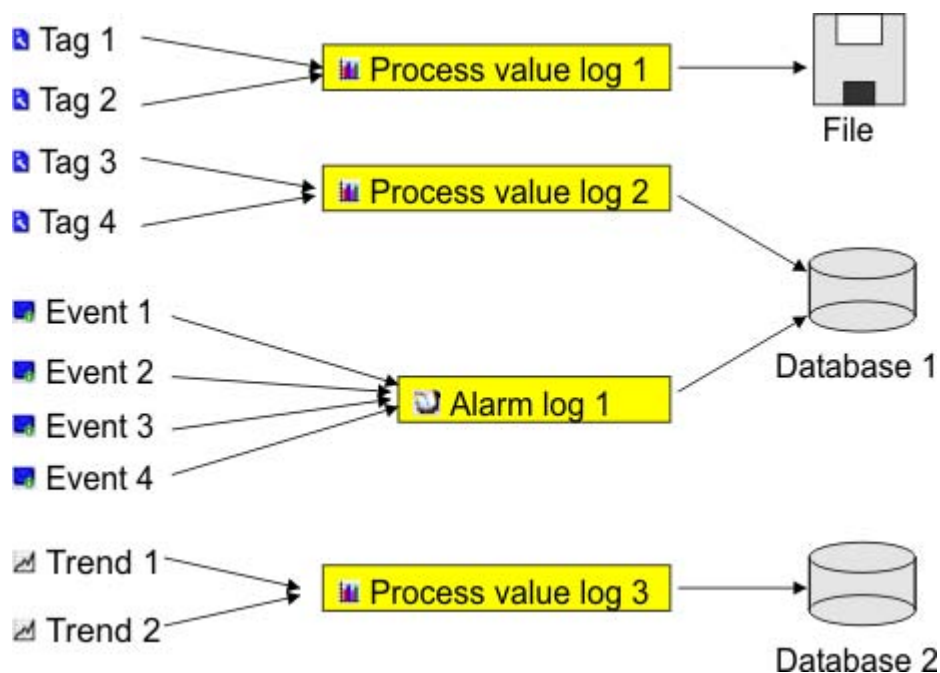 Tag 1
Process value log 1
Tag 2
File
Tag 3
Process value log 2
Tag 4
Event 1
Event 2
Database 1
Alarm log 1
Event 3
Event 4
Trend 1
Process value log 3
Trend 2
Database 2